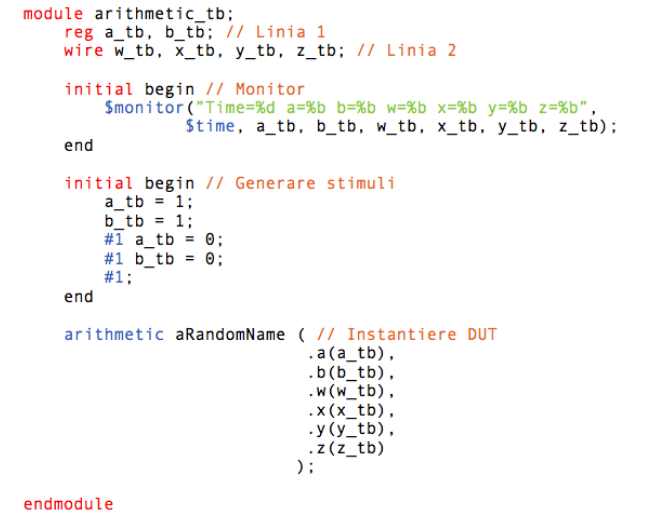 module arithmetic_tb;
    reg a_tb, b_tb; // Linia 1
    wire w_tb, x_tb, y_tb, z_tb; // Linia 2

    initial begin // Monitor
        $monitor("Time=%d a=%b b=%b w=%b x=%b y=%b z=%b",
                $time, a_tb, b_tb, w_tb, x_tb, y_tb, z_tb);
    end

    initial begin // Generare stimuli
        a_tb = 1;
        b_tb = 1;
        #1 a_tb = 0;
        #1 b_tb = 0;
        #1;
    end

    arithmetic aRandomName ( // Instantiere DUT
                            .a(a_tb),
                            .b(b_tb),
                            .w(w_tb),
                            .x(x_tb),
                            .y(y_tb),
                            .z(z_tb)
                           );

endmodule